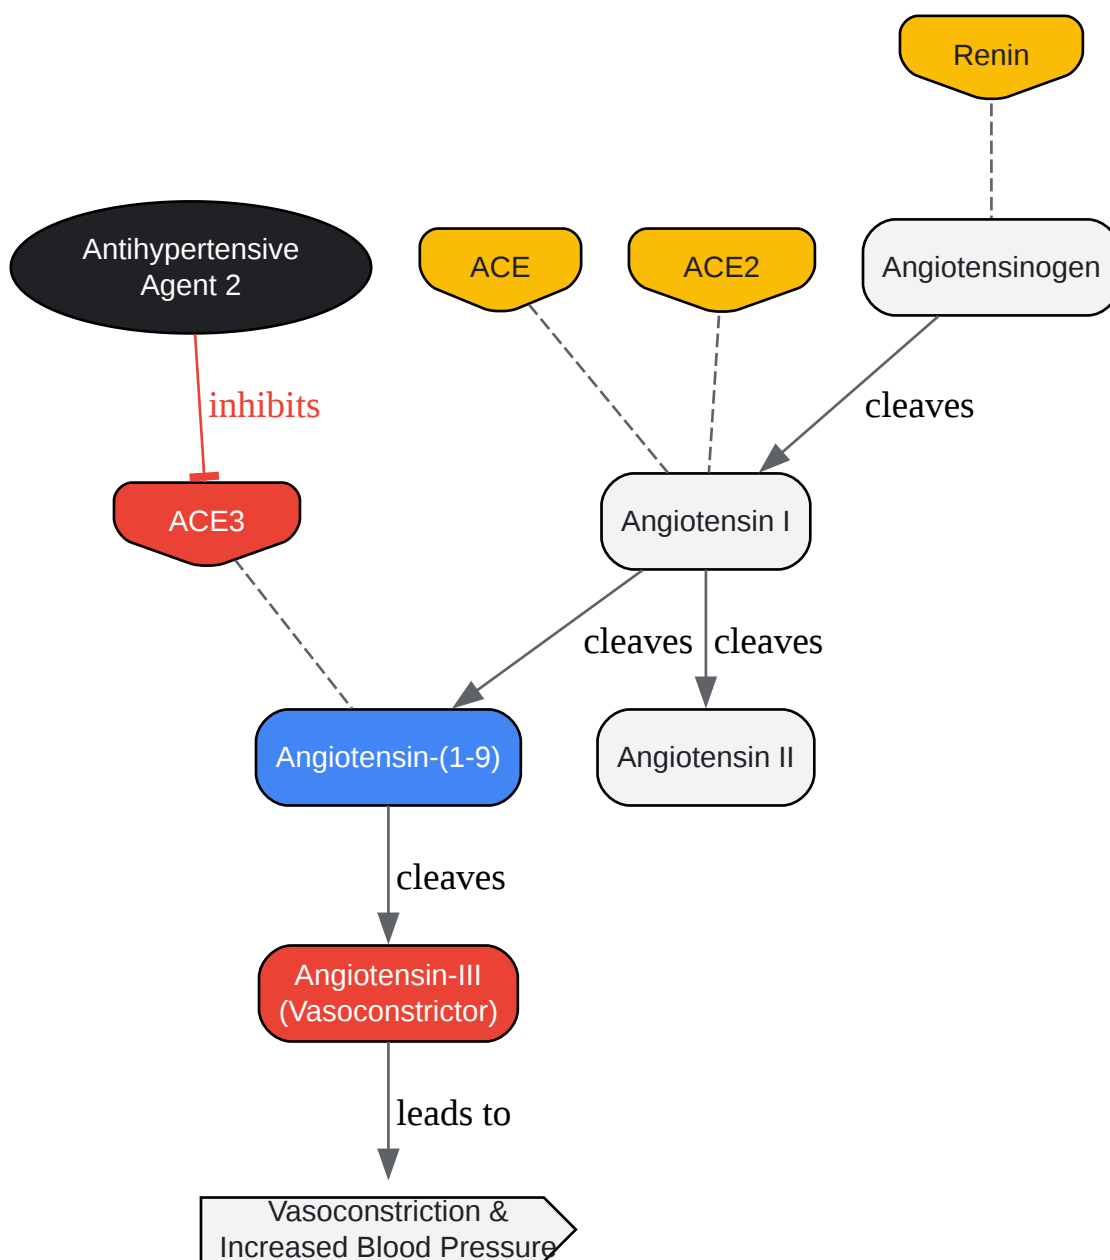 Renin
Antihypertensive
Agent 2
ACE
ACE2
Angiotensinogen
inhibits
cleaves
ACE3
Angiotensin I
cleaves
cleaves
Angiotensin-(1-9)
Angiotensin II
cleaves
Angiotensin-III
(Vasoconstrictor)
leads to
Vasoconstriction &
Increased Blood Pressure